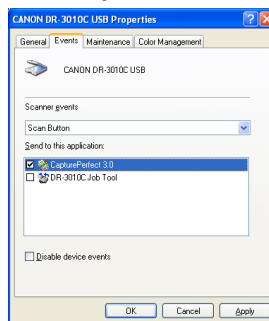 CANON DR-3010C USB Properties
General Events Maintenance Color Management
CANON DR-3010C USB
Scanner events
Scan Button
Send to this application:
CapturePerfect 3.0
DR-3010C Job Tool
Disable device events
OK Cancel Apply